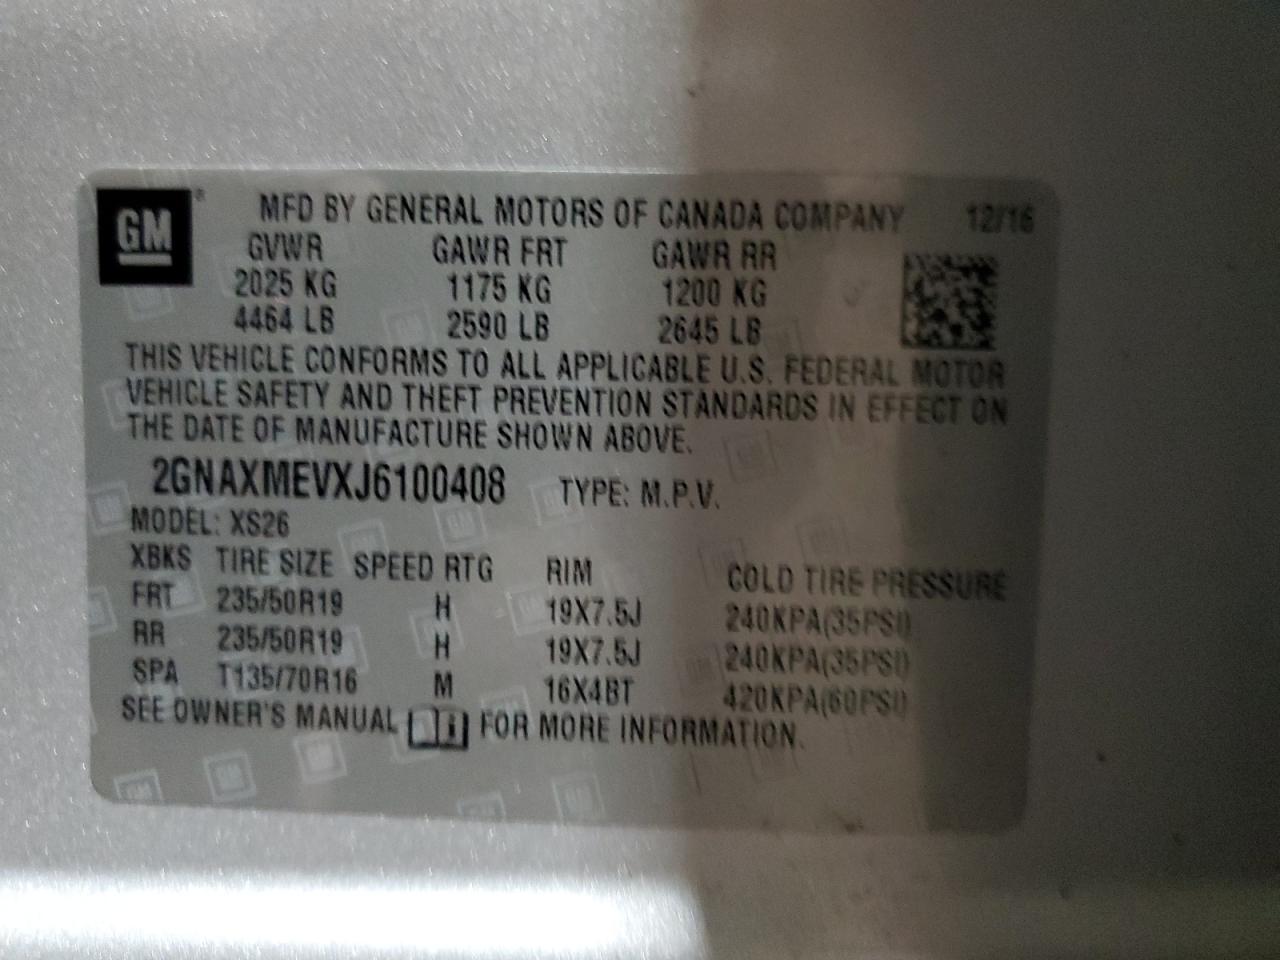 GM ® MFD BY GENERAL MOTORS OF CANADA COMPANY 12/16
GVWR GAWR FRT GAWR RR
2025 KG 1175 KG 1200 KG
4464 LB 2590 LB 2645 LB
THIS VEHICLE CONFORMS TO ALL APPLICABLE U.S. FEDERAL MOTOR
VEHICLE SAFETY AND THEFT PREVENTION STANDARDS IN EFFECT ON
THE DATE OF MANUFACTURE SHOWN ABOVE.
2GNAXMEVXJ6100408 TYPE: M.P.V.
MODEL: XS26
XBKS TIRE SIZE SPEED RTG RIM COLD TIRE PRESSURE
FRT 235/50R19 H 19X7.5J 240KPA(35PSI)
RR 235/50R19 H 19X7.5J 240KPA(35PSI)
SPA T135/70R16 M 16X4BT 420KPA(60PSI)
SEE OWNER'S MANUAL FOR MORE INFORMATION.